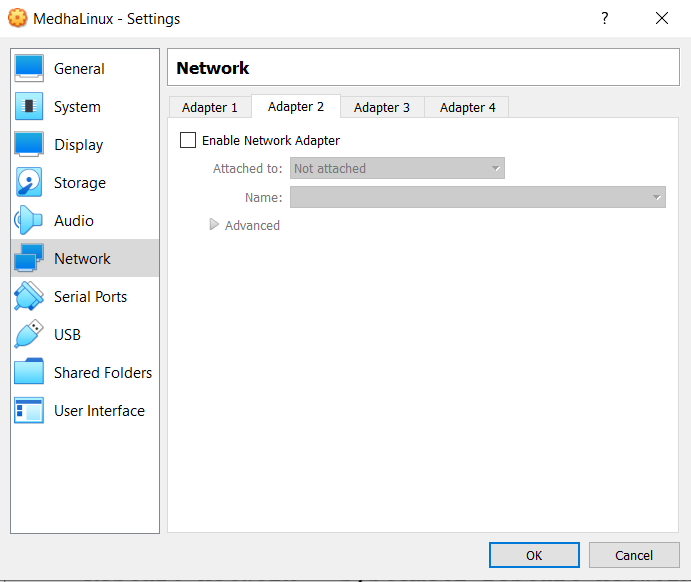 MedhaLinux - Settings
?
General
System
Display
Storage
Audio
Network
Serial Ports
USB
Shared Folders
User Interface
Network
Adapter 1 Adapter 2 Adapter 3 Adapter 4
Enable Network Adapter
Attached to: Not attached
Name:
Advanced
OK Cancel